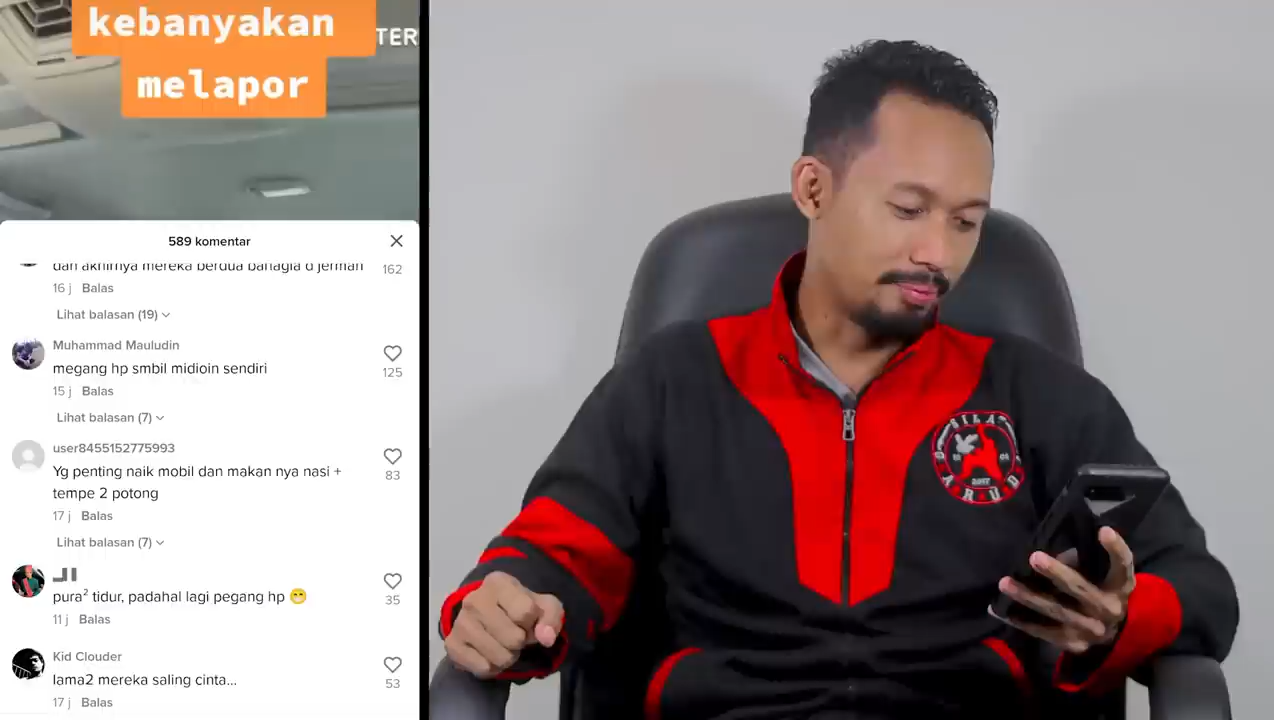 kebanyakan
TER
melapor
589 komentar
dan akhirnya mereka berdua bahagia d jerman
162
16 j Balas
Lihat balasan (19)
Muhammad Mauludin
megang hp smbil midioin sendiri
125
15 j Balas
Lihat balasan (7)
user8455152775993
Yg penting naik mobil dan makan nya nasi +
tempe 2 potong
83
17 j Balas
Lihat balasan (7)
pura² tidur, padahal lagi pegang hp 😁
35
11 j Balas
Kid Clouder
lama2 mereka saling cinta...
53
17 j Balas
SILAT
2017
GARUDA